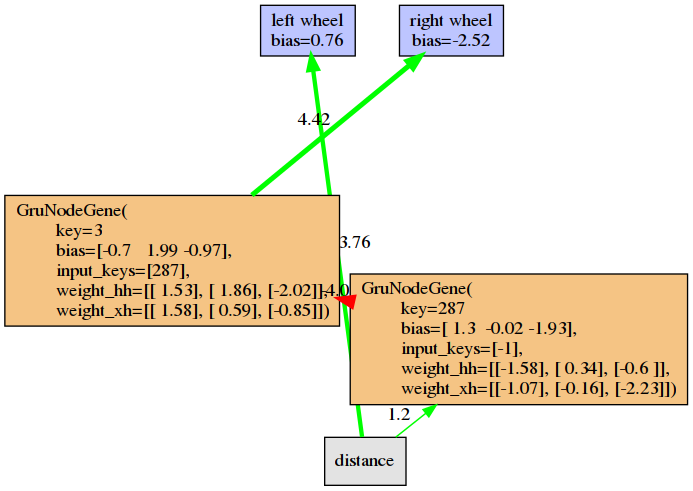 left wheel
bias=0.76
right wheel
bias=-2.52
4.42
GruNodeGene(
key=3
bias=[-0.7   1.99 -0.97],
input_keys=[287],
weight_hh=[[ 1.53], [ 1.86], [-2.02]],
weight_xh=[[ 1.58], [ 0.59], [-0.85]])
3.76
GruNodeGene(
key=287
bias=[ 1.3  -0.02 -1.93],
input_keys=[-1],
weight_hh=[[-1.58], [ 0.34], [-0.6 ]],
weight_xh=[[-1.07], [-0.16], [-2.23]])
1.2
distance